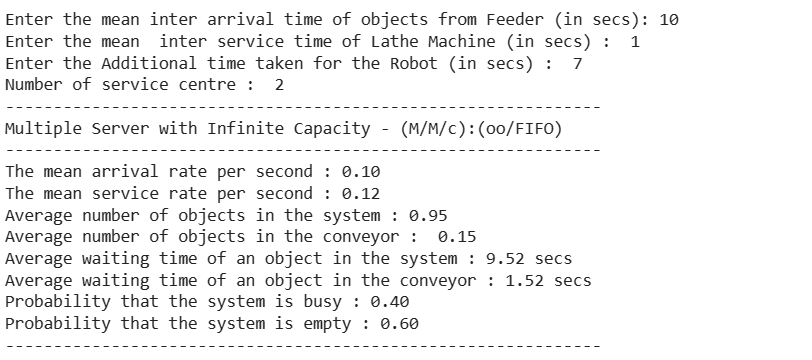 Enter the mean inter arrival time of objects from Feeder (in secs): 10
Enter the mean  inter service time of Lathe Machine (in secs) :  1
Enter the Additional time taken for the Robot (in secs) :  7
Number of service centre :  2
--------------------------------------------------------------
Multiple Server with Infinite Capacity - (M/M/c):(oo/FIFO)
--------------------------------------------------------------
The mean arrival rate per second : 0.10
The mean service rate per second : 0.12
Average number of objects in the system : 0.95
Average number of objects in the conveyor :  0.15
Average waiting time of an object in the system : 9.52 secs
Average waiting time of an object in the conveyor : 1.52 secs
Probability that the system is busy : 0.40
Probability that the system is empty : 0.60
--------------------------------------------------------------